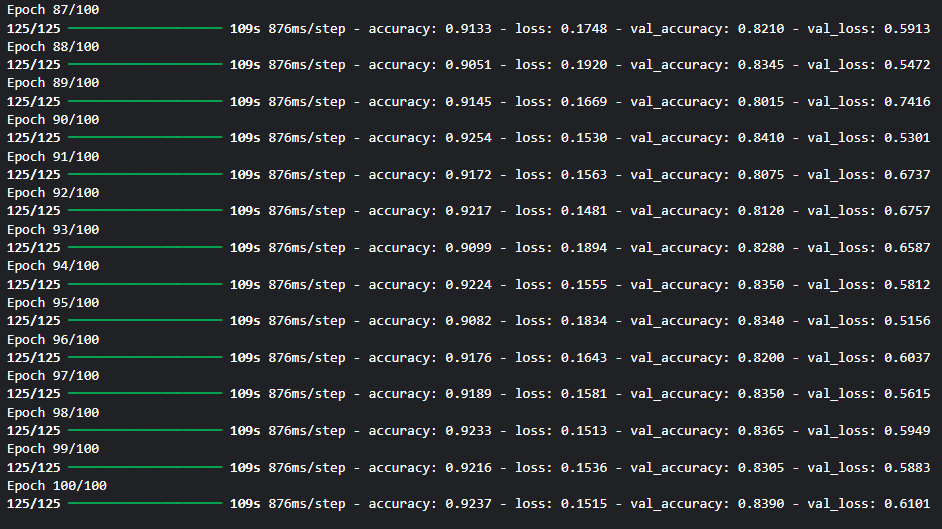 Epoch 87/100
125/125 ━━━━━━━━━━━━━━━━━━━━ 109s 876ms/step - accuracy: 0.9133 - loss: 0.1748 - val_accuracy: 0.8210 - val_loss: 0.5913
Epoch 88/100
125/125 ━━━━━━━━━━━━━━━━━━━━ 109s 876ms/step - accuracy: 0.9051 - loss: 0.1920 - val_accuracy: 0.8345 - val_loss: 0.5472
Epoch 89/100
125/125 ━━━━━━━━━━━━━━━━━━━━ 109s 876ms/step - accuracy: 0.9145 - loss: 0.1669 - val_accuracy: 0.8015 - val_loss: 0.7416
Epoch 90/100
125/125 ━━━━━━━━━━━━━━━━━━━━ 109s 876ms/step - accuracy: 0.9254 - loss: 0.1530 - val_accuracy: 0.8410 - val_loss: 0.5301
Epoch 91/100
125/125 ━━━━━━━━━━━━━━━━━━━━ 109s 876ms/step - accuracy: 0.9172 - loss: 0.1563 - val_accuracy: 0.8075 - val_loss: 0.6737
Epoch 92/100
125/125 ━━━━━━━━━━━━━━━━━━━━ 109s 876ms/step - accuracy: 0.9217 - loss: 0.1481 - val_accuracy: 0.8120 - val_loss: 0.6757
Epoch 93/100
125/125 ━━━━━━━━━━━━━━━━━━━━ 109s 876ms/step - accuracy: 0.9099 - loss: 0.1894 - val_accuracy: 0.8280 - val_loss: 0.6587
Epoch 94/100
125/125 ━━━━━━━━━━━━━━━━━━━━ 109s 876ms/step - accuracy: 0.9224 - loss: 0.1555 - val_accuracy: 0.8350 - val_loss: 0.5812
Epoch 95/100
125/125 ━━━━━━━━━━━━━━━━━━━━ 109s 876ms/step - accuracy: 0.9082 - loss: 0.1834 - val_accuracy: 0.8340 - val_loss: 0.5156
Epoch 96/100
125/125 ━━━━━━━━━━━━━━━━━━━━ 109s 876ms/step - accuracy: 0.9176 - loss: 0.1643 - val_accuracy: 0.8200 - val_loss: 0.6037
Epoch 97/100
125/125 ━━━━━━━━━━━━━━━━━━━━ 109s 876ms/step - accuracy: 0.9189 - loss: 0.1581 - val_accuracy: 0.8350 - val_loss: 0.5615
Epoch 98/100
125/125 ━━━━━━━━━━━━━━━━━━━━ 109s 876ms/step - accuracy: 0.9233 - loss: 0.1513 - val_accuracy: 0.8365 - val_loss: 0.5949
Epoch 99/100
125/125 ━━━━━━━━━━━━━━━━━━━━ 109s 876ms/step - accuracy: 0.9216 - loss: 0.1536 - val_accuracy: 0.8305 - val_loss: 0.5883
Epoch 100/100
125/125 ━━━━━━━━━━━━━━━━━━━━ 109s 876ms/step - accuracy: 0.9237 - loss: 0.1515 - val_accuracy: 0.8390 - val_loss: 0.6101